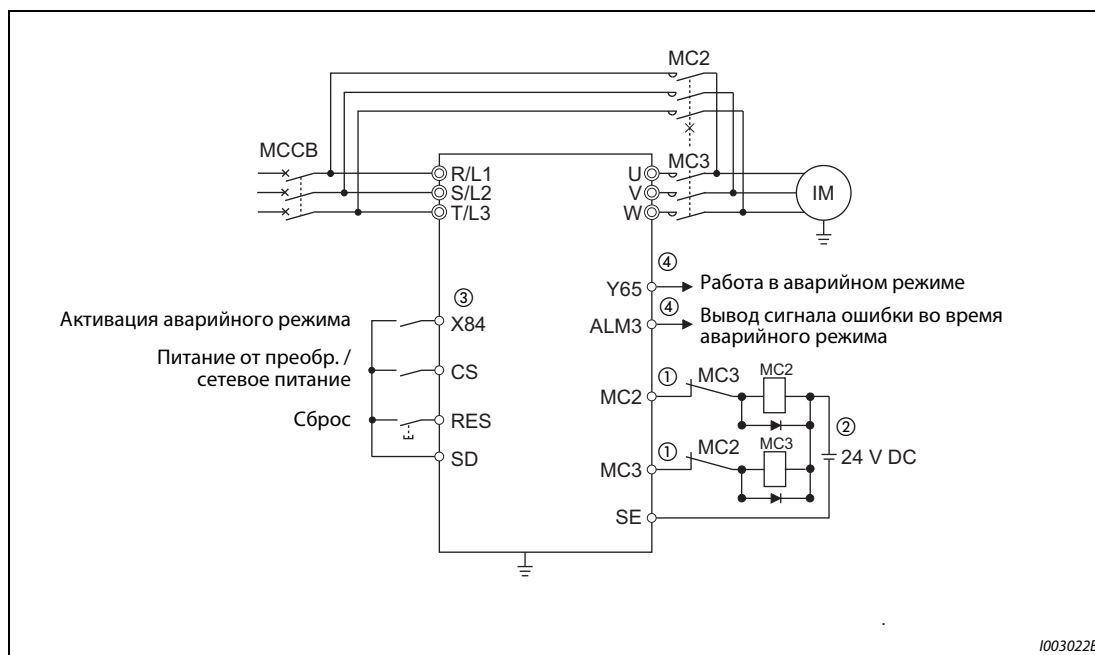 MC2
MCCB
MC3
R/L1
S/L2
T/L3
U
V
W
IM
④
Y65
Работа в аварийном режиме
③
④
Активация аварийного режима
X84
ALM3
Вывод сигнала ошибки во время
аварийного режима
Питание от преобр. /
сетевое питание
CS
① MC3
MC2
MC2
②
Сброс
RES
① MC2
MC3
24 V DC
SD
MC3
SE
I003022E